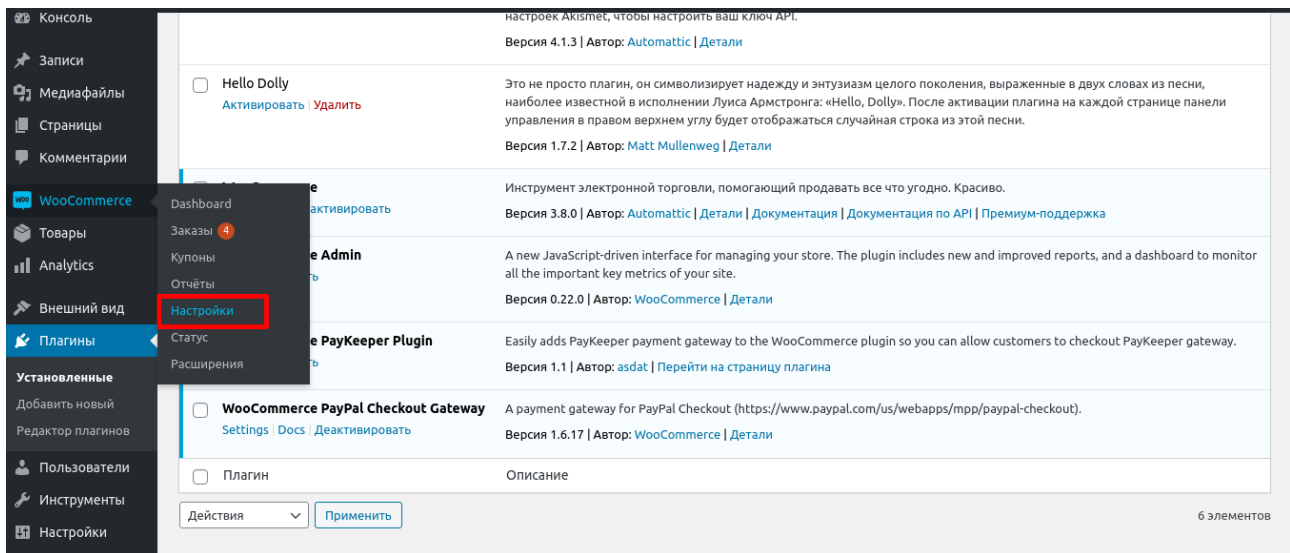 Консоль
Записи
Медиафайлы
Страницы
Комментарии
WooCommerce
Товары
Analytics
Внешний вид
Плагины
Установленные
Добавить новый
Редактор плагинов
Пользователи
Инструменты
Настройки
Dashboard
Заказы 4
Купоны
Отчёты
Настройки
Статус
Расширения
настроек Akismet, чтобы настроить ваш ключ API.
Версия 4.1.3 | Автор: Automattic | Детали
Hello Dolly
Активировать | Удалить
Это не просто плагин, он символизирует надежду и энтузиазм целого поколения, выраженные в двух словах из песни,
наиболее известной в исполнении Луиса Армстронга: «Hello, Dolly». После активации плагина на каждой странице панели
управления в правом верхнем углу будет отображаться случайная строка из этой песни.
Версия 1.7.2 | Автор: Matt Mullenweg | Детали
активировать
Инструмент электронной торговли, помогающий продавать все что угодно. Красиво.
Версия 3.8.0 | Автор: Automattic | Детали | Документация | Документация по API | Премиум-поддержка
e Admin
A new JavaScript-driven interface for managing your store. The plugin includes new and improved reports, and a dashboard to monitor
all the important key metrics of your site.
Версия 0.22.0 | Автор: WooCommerce | Детали
e PayKeeper Plugin
Easily adds PayKeeper payment gateway to the WooCommerce plugin so you can allow customers to checkout PayKeeper gateway.
Версия 1.1 | Автор: asdat | Перейти на страницу плагина
WooCommerce PayPal Checkout Gateway
Settings | Docs | Деактивировать
A payment gateway for PayPal Checkout (https://www.paypal.com/us/webapps/mpp/paypal-checkout).
Версия 1.6.17 | Автор: WooCommerce | Детали
Плагин
Описание
Действия
Применить
6 элементов